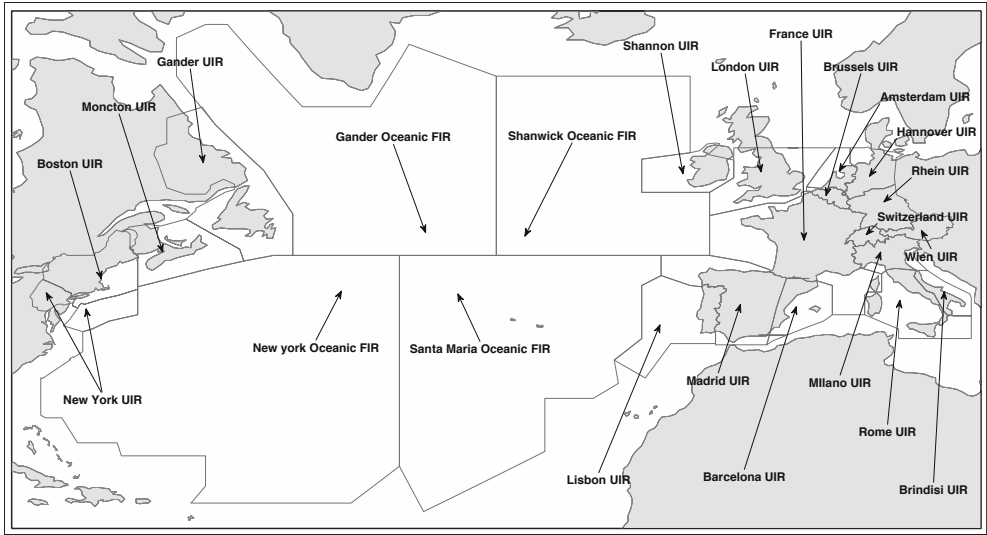 France UIR
Shannon UIR
Gander UIR
London UIR
Brussels UIR
Amsterdam UIR
Moncton UIR
Hannover UIR
Gander Oceanic FIR
Shanwick Oceanic FIR
Boston UIR
Rhein UIR
Switzerland UIR
Wien UIR
New york Oceanic FIR
Santa Maria Oceanic FIR
Madrid UIR
MIlano UIR
New York UIR
Rome UIR
Lisbon UIR
Barcelona UIR
Brindisi UIR